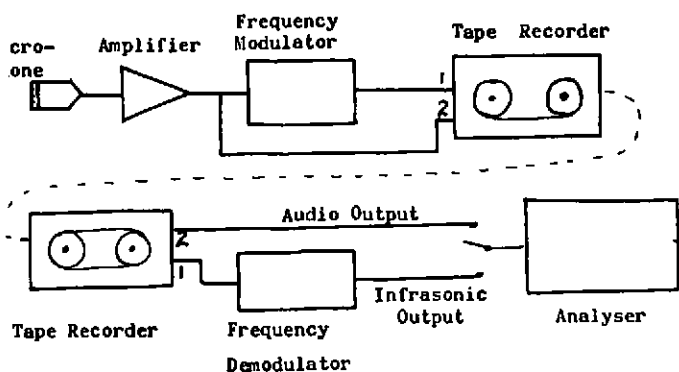 Frequency
Modulator
Tape Recorder
cro-
one
Amplifier
1
2
Audio Output
2
1
Infrasonic
Output
Tape Recorder
Frequency
Demodulator
Analyser